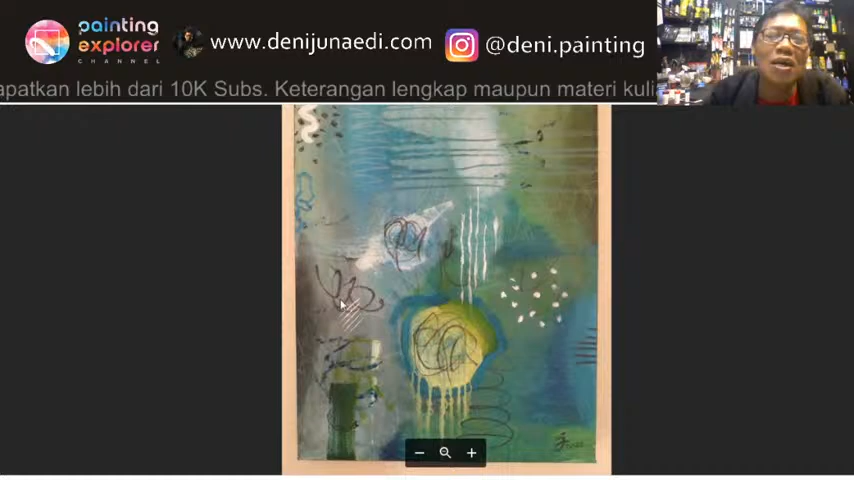 painting
explorer
CHANNEL
www.denijunaedi.com
@deni.painting
apatkan lebih dari 10K Subs. Keterangan lengkap maupun materi kuli